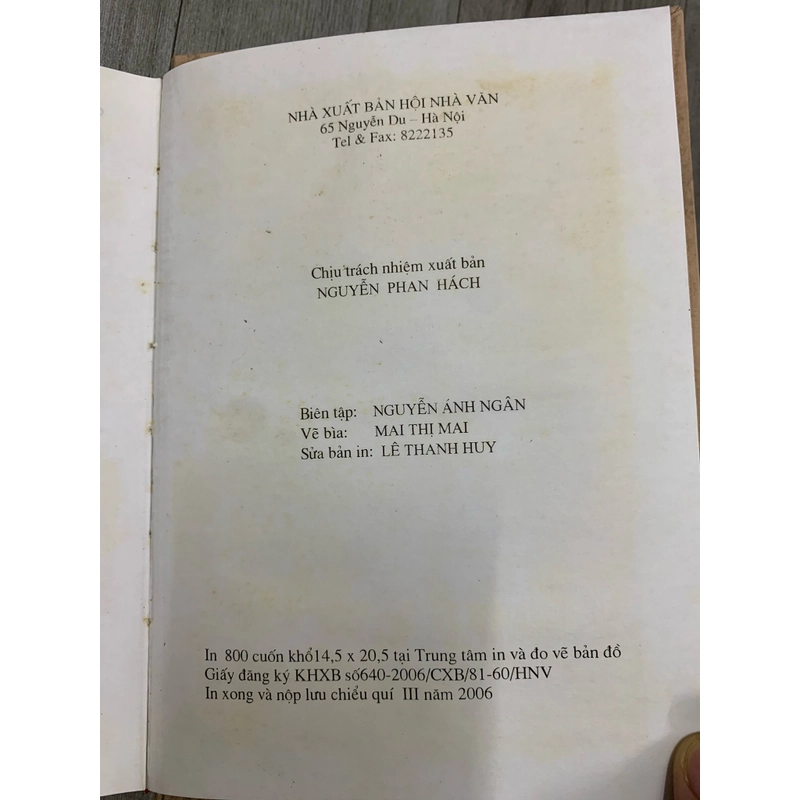 NHÀ XUẤT BẢN HỘI NHÀ VĂN
65 Nguyễn Du – Hà Nội
Tel & Fax: 8222135
Chịu trách nhiệm xuất bản
NGUYỄN PHAN HÁCH
Biên tập: NGUYỄN ÁNH NGÂN
Vẽ bìa: MAI THỊ MAI
Sửa bản in: LÊ THANH HUY
In 800 cuốn khổ14,5 x 20,5 tại Trung tâm in và đo vẽ bản đồ
Giấy đăng ký KHXB số640-2006/CXB/81-60/HNV
In xong và nộp lưu chiểu quí III năm 2006